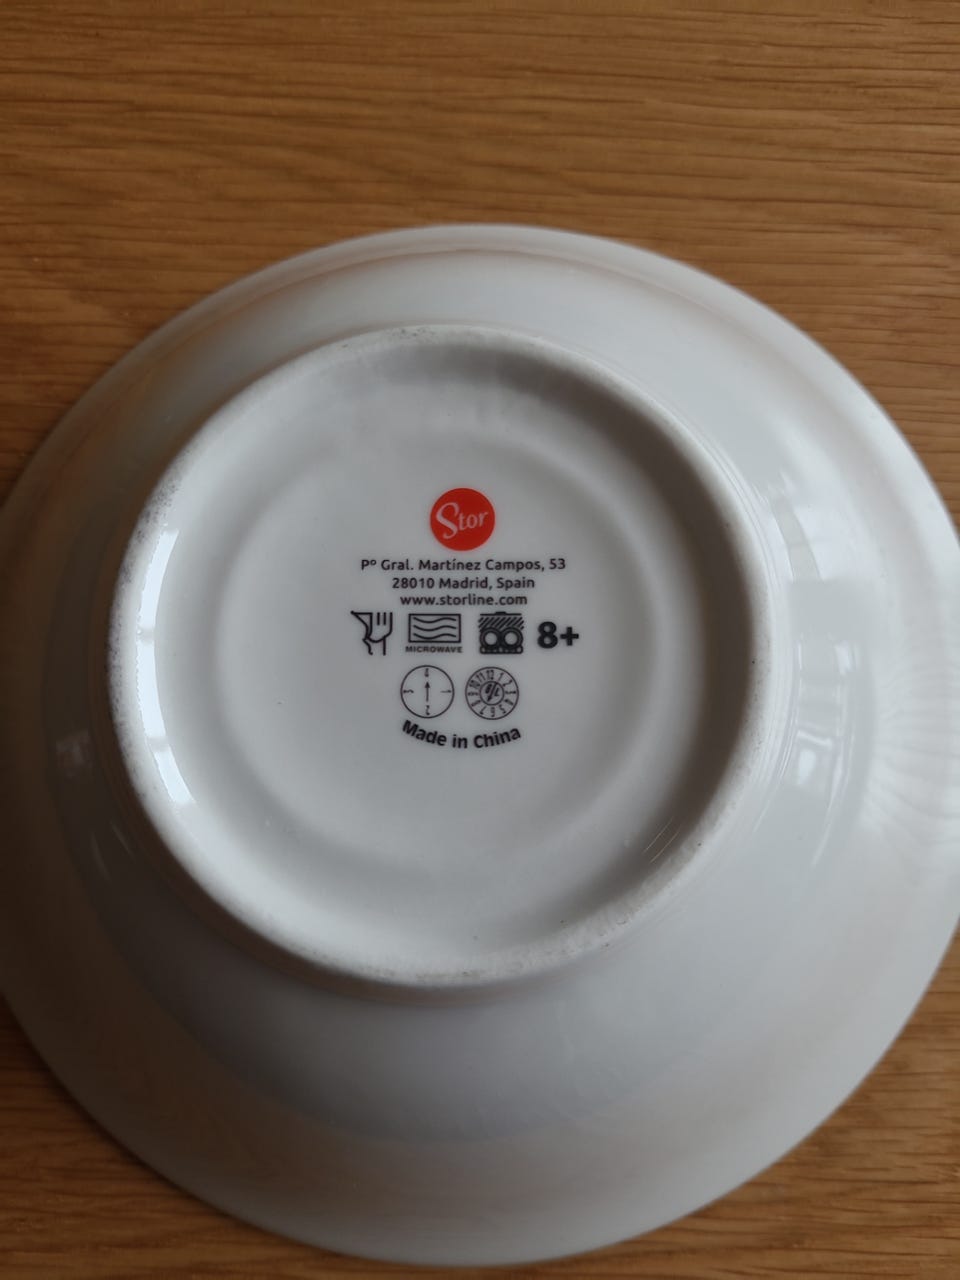 Stor
Pº Gral. Martínez Campos, 53
28010 Madrid, Spain
www.storline.com
MICROWAVE
8+
Made in China